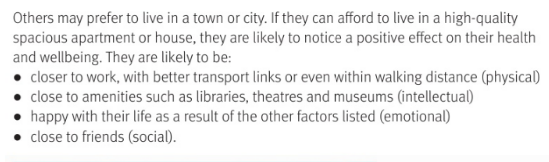 Others may prefer to live in a town or city. If they can afford to live in a high-quality
spacious apartment or house, they are likely to notice a positive effect on their health
and wellbeing. They are likely to be:
● closer to work, with better transport links or even within walking distance (physical)
● close to amenities such as libraries, theatres and museums (intellectual)
● happy with their life as a result of the other factors listed (emotional)
● close to friends (social).